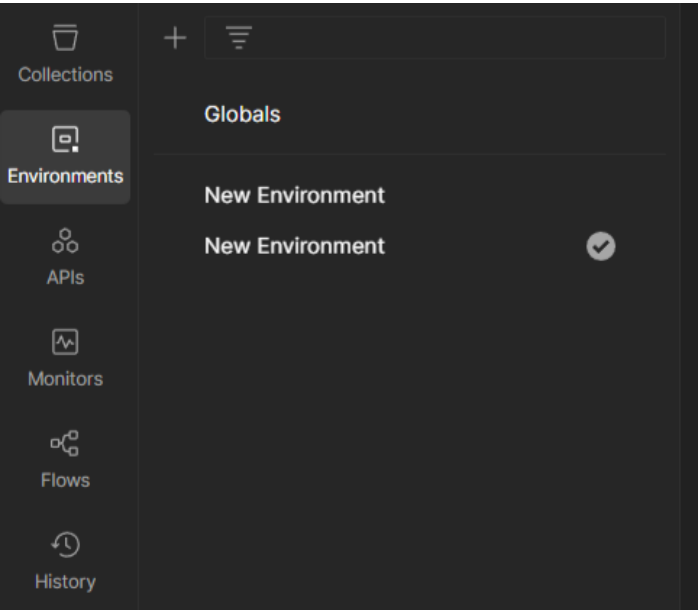 Collections
Environments
APIs
Monitors
Flows
History
Globals
New Environment
New Environment